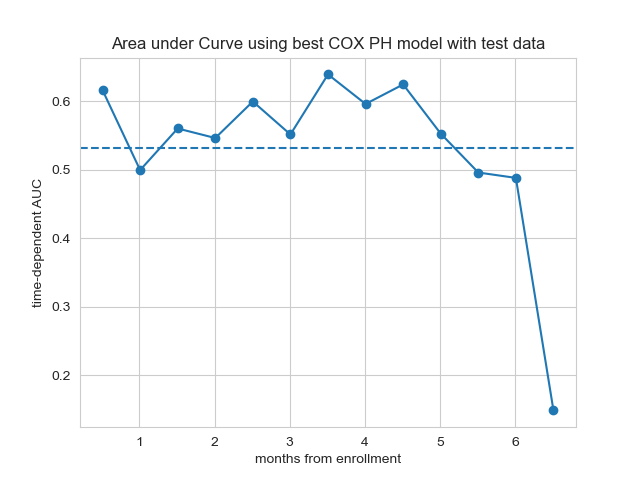 Area under Curve using best COX PH model with test data
time-dependent AUC
0.6
0.5
0.4
0.3
0.2
1 2 3 4 5 6
months from enrollment